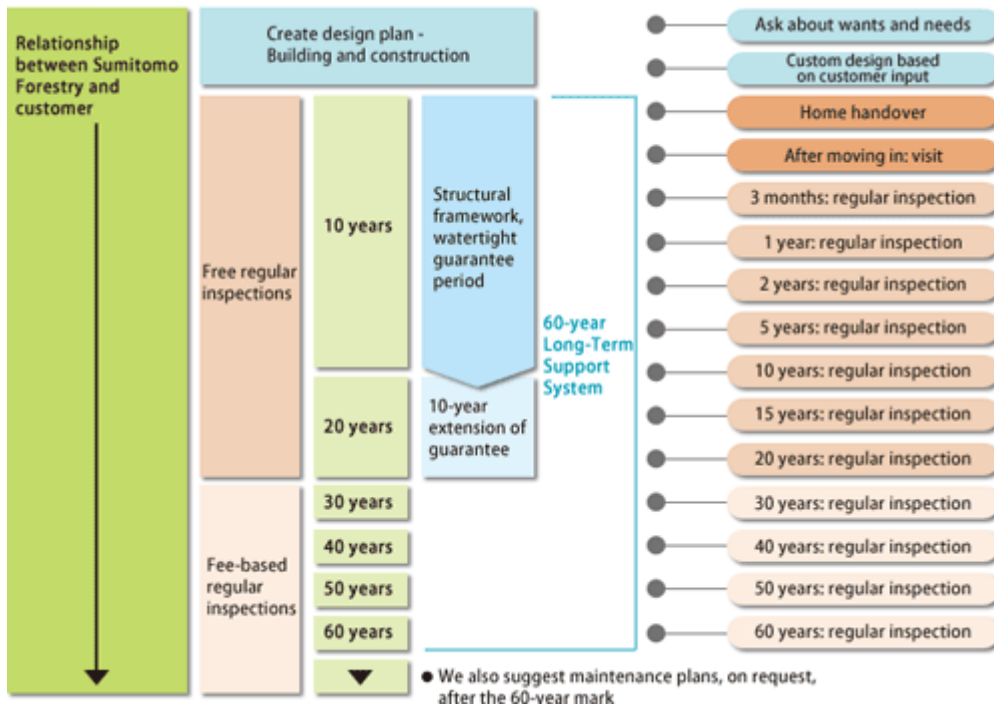 Relationship
between Sumitomo
Forestry and
customer
Create design plan -
Building and construction
Free regular
inspections
10 years
Structural
framework,
watertight
guarantee
period
20 years
10-year
extension of
guarantee
Fee-based
regular
inspections
30 years
40 years
50 years
60 years
60-year
Long-Term
Support
System
● We also suggest maintenance plans, on request,
after the 60-year mark
Ask about wants and needs
Custom design based
on customer input
Home handover
After moving in: visit
3 months: regular inspection
1 year: regular inspection
2 years: regular inspection
5 years: regular inspection
10 years: regular inspection
15 years: regular inspection
20 years: regular inspection
30 years: regular inspection
40 years: regular inspection
50 years: regular inspection
60 years: regular inspection